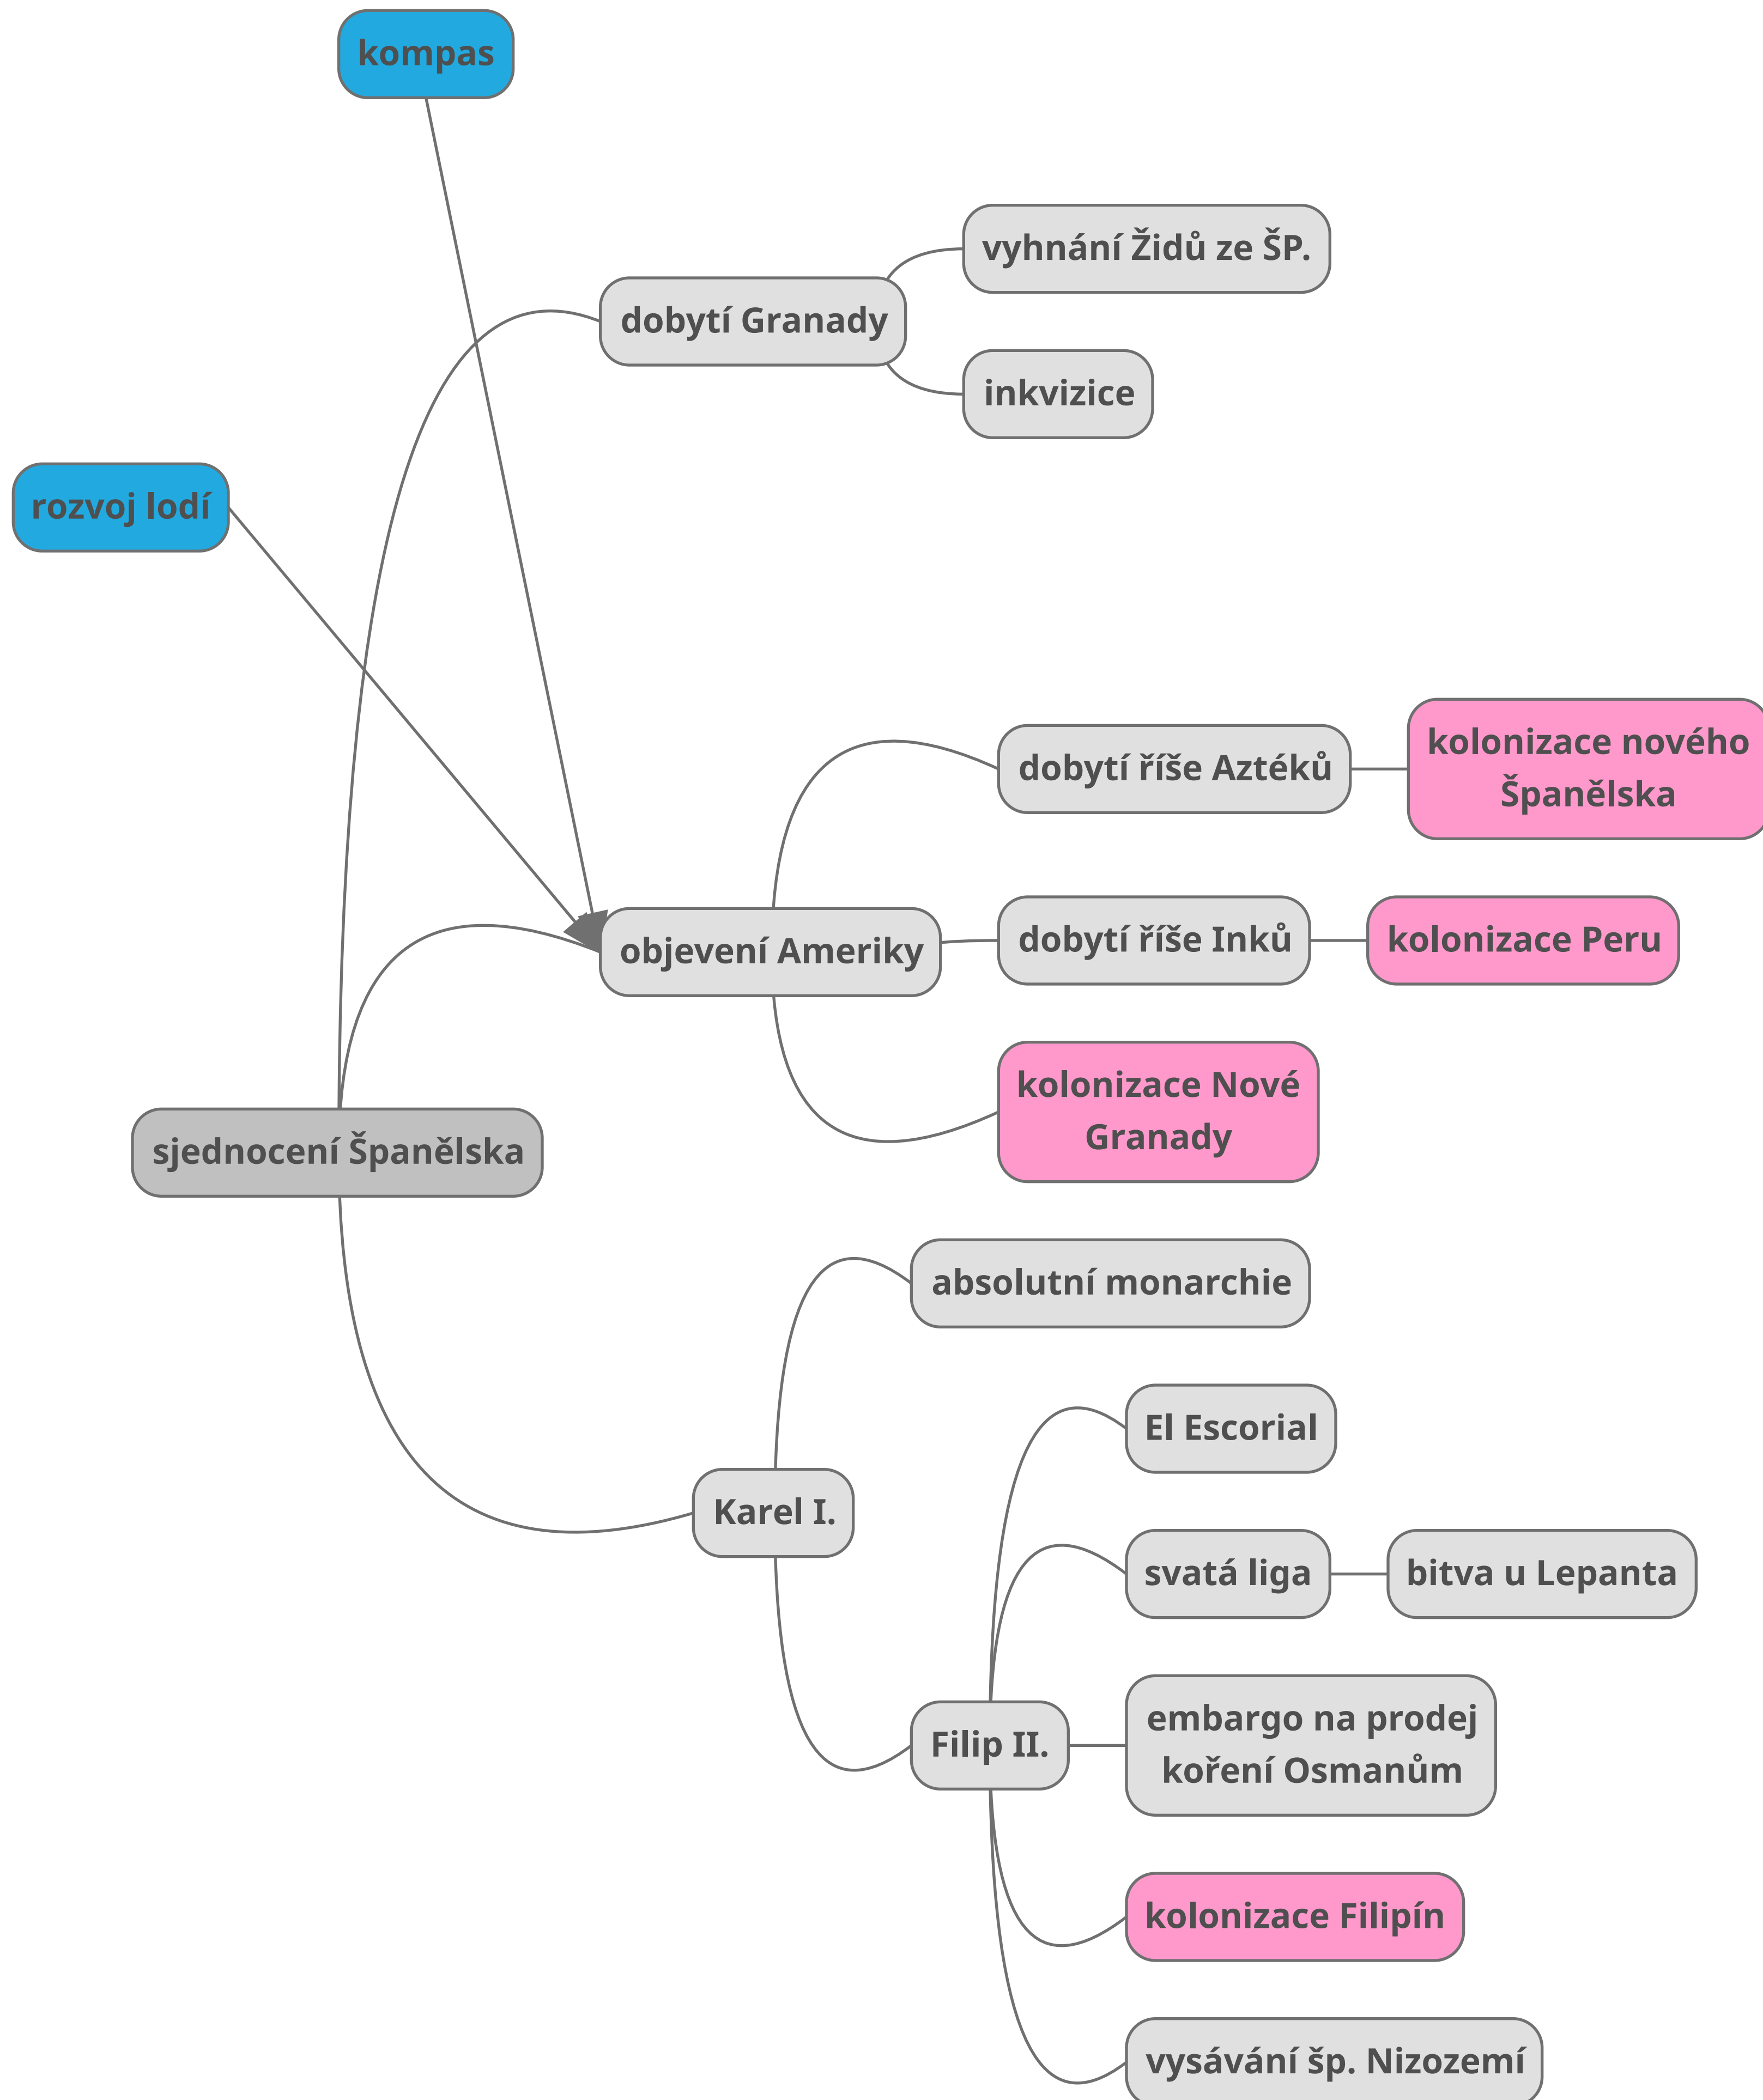 kompas
vyhnání Židů ze ŠP.
dobytí Granady
inkvizice
rozvoj lodí
kolonizace nového
Španělska
dobytí říše Aztéků
objevení Ameriky
dobytí říše Inků
kolonizace Peru
kolonizace Nové
Granady
sjednocení Španělska
absolutní monarchie
El Escorial
Karel I.
svatá liga
bitva u Lepanta
Filip II.
embargo na prodej
koření Osmanům
kolonizace Filipín
vysávání šp. Nizozemí